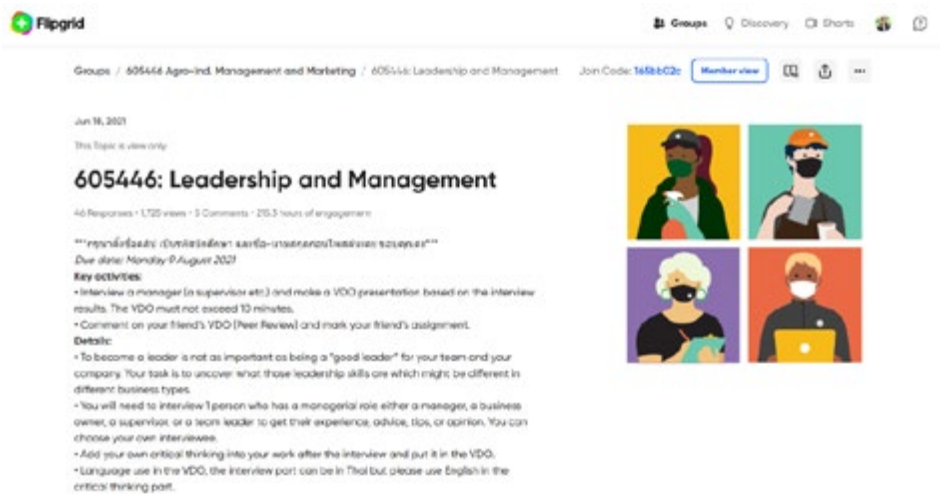 Flipgrid
Groups Discovery Shorts
Groups / 605446 Agro-Ind. Management and Marketing / 605446: Leadership and Management Join Code: 165bb02c Member view
Jun 18, 2021
This Topic is view only
605446: Leadership and Management
46 Responses • 1,725 views • 5 Comments • 215.3 hours of engagement
Due date: Monday 9 August 2021
Key activities:
• Interview a manager (a supervisor etc.) and make a VDO presentation based on the interview
results. The VDO must not exceed 10 minutes.
• Comment on your friend's VDO (Peer Review) and mark your friend's assignment.
Details:
• To become a leader is not as important as being a "good leader" for your team and your
company. Your task is to uncover what those leadership skills are which might be different in
different business types.
• You will need to interview 1 person who has a managerial role either a manager, a business
owner, a supervisor, or a team leader to get their experience, advice, tips, or opinion. You can
choose your own interviewee.
• Add your own critical thinking into your work after the interview and put it in the VDO.
• Language use in the VDO, the interview part can be in Thai but please use English in the
critical thinking part.